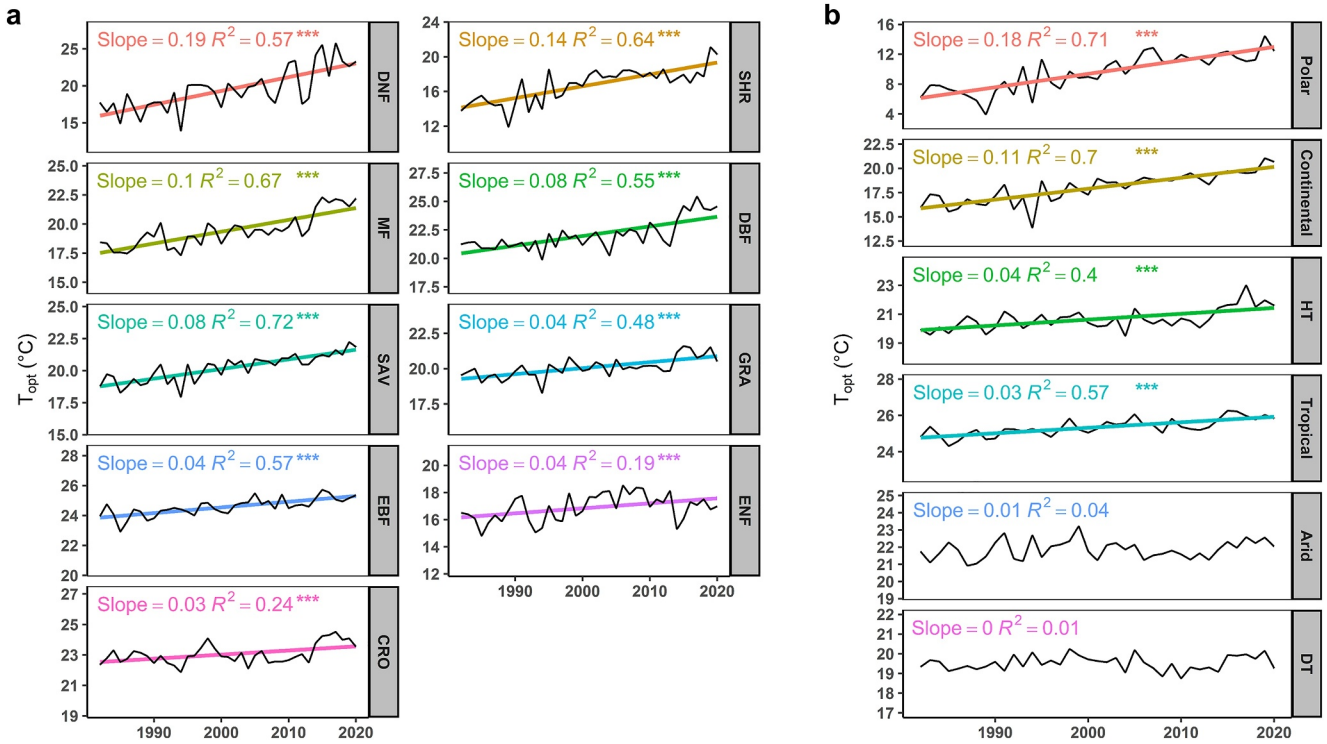 a
T_opt (°C)
Slope = 0.19 R² = 0.57 ***
DNF
25
20
15
Slope = 0.14 R² = 0.64 ***
SHR
24
20
16
12
Slope = 0.1 R² = 0.67 ***
MF
25.0
22.5
20.0
17.5
15.0
Slope = 0.08 R² = 0.55 ***
DBF
27.5
25.0
22.5
20.0
17.5
Slope = 0.08 R² = 0.72 ***
SAV
25.0
22.5
20.0
17.5
15.0
Slope = 0.04 R² = 0.48 ***
GRA
22.5
20.0
17.5
Slope = 0.04 R² = 0.57 ***
EBF
28
26
24
22
20
Slope = 0.04 R² = 0.19 ***
ENF
20
18
16
14
12
1990 2000 2010 2020
Slope = 0.03 R² = 0.24 ***
CRO
27
25
23
21
19
1990 2000 2010 2020
b
T_opt (°C)
Slope = 0.18 R² = 0.71 ***
Polar
16
12
8
4
Slope = 0.11 R² = 0.7 ***
Continental
22.5
20.0
17.5
15.0
12.5
Slope = 0.04 R² = 0.4 ***
HT
23
21
19
Slope = 0.03 R² = 0.57 ***
Tropical
28
26
24
Slope = 0.01 R² = 0.04
Arid
25
24
23
22
21
20
19
Slope = 0 R² = 0.01
DT
22
21
20
19
18
17
1990 2000 2010 2020